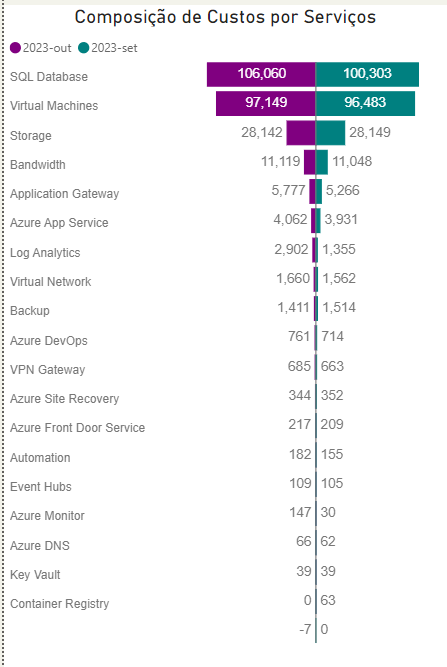 Composição de Custos por Serviços
2023-out 2023-set
SQL Database 106,060 100,303
Virtual Machines 97,149 96,483
Storage 28,142 28,149
Bandwidth 11,119 11,048
Application Gateway 5,777 5,266
Azure App Service 4,062 3,931
Log Analytics 2,902 1,355
Virtual Network 1,660 1,562
Backup 1,411 1,514
Azure DevOps 761 714
VPN Gateway 685 663
Azure Site Recovery 344 352
Azure Front Door Service 217 209
Automation 182 155
Event Hubs 109 105
Azure Monitor 147 30
Azure DNS 66 62
Key Vault 39 39
Container Registry 0 63
-7 0